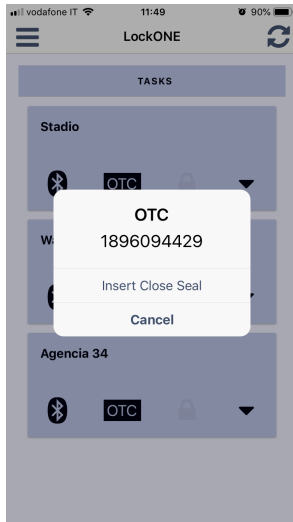 vodafone IT 11:49 90%
LockONE
TASKS
Stadio
OTC
OTC
1896094429
Insert Close Seal
Cancel
Agencia 34
OTC